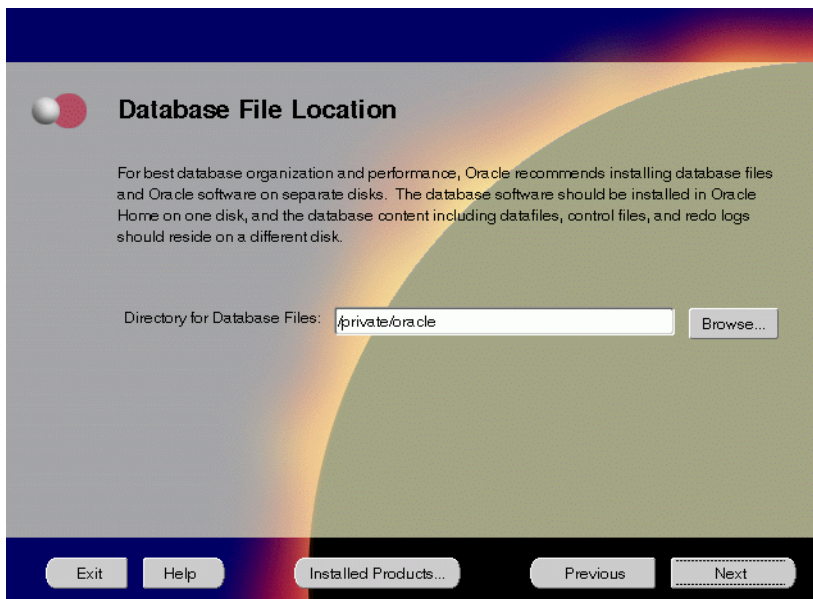 Database File Location
For best database organization and performance, Oracle recommends installing database files
and Oracle software on separate disks. The database software should be installed in Oracle
Home on one disk, and the database content including datafiles, control files, and redo logs
should reside on a different disk.
Directory for Database Files: /private/oracle Browse...
Exit Help Installed Products... Previous Next